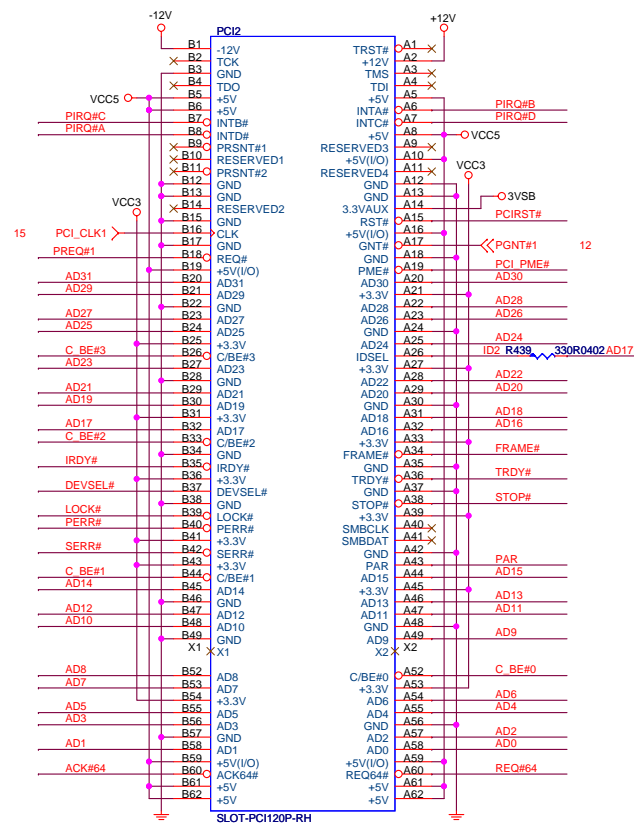 -12V
+12V
PCI2
B1 -12V TRST# A1
B2 TCK +12V A2
B3 GND TMS A3
B4 TDO TDI A4
VCC5 B5 +5V +5V A5
B6 +5V INTA# A6 PIRQ#B
PIRQ#C B7 INTB# INTC# A7 PIRQ#D
PIRQ#A B8 INTD# +5V A8 VCC5
B9 PRSNT#1 RESERVED3 A9
B10 RESERVED1 +5V(I/O) A10
B11 PRSNT#2 RESERVED4 A11 VCC3
B12 GND GND A12
B13 GND GND A13
VCC3 B14 RESERVED2 3.3VAUX A14 3VSB
B15 GND RST# A15 PCIRST#
15 PCI_CLK1 B16 CLK +5V(I/O) A16
B17 GND GNT# A17 PGNT#1 12
PREQ#1 B18 REQ# GND A18
B19 +5V(I/O) PME# A19 PCI_PME#
AD31 B20 AD31 AD30 A20 AD30
AD29 B21 AD29 +3.3V A21
B22 GND AD28 A22 AD28
AD27 B23 AD27 AD26 A23 AD26
AD25 B24 AD25 GND A24
B25 +3.3V AD24 A25 AD24
C_BE#3 B26 C/BE#3 IDSEL A26 ID2 R439 330R0402 AD17
AD23 B27 AD23 +3.3V A27
B28 GND AD22 A28 AD22
AD21 B29 AD21 AD20 A29 AD20
AD19 B30 AD19 GND A30
B31 +3.3V AD18 A31 AD18
AD17 B32 AD17 AD16 A32 AD16
C_BE#2 B33 C/BE#2 +3.3V A33
B34 GND FRAME# A34 FRAME#
IRDY# B35 IRDY# GND A35
B36 +3.3V TRDY# A36 TRDY#
DEVSEL# B37 DEVSEL# GND A37
B38 GND STOP# A38 STOP#
LOCK# B39 LOCK# +3.3V A39
PERR# B40 PERR# SMBCLK A40
B41 +3.3V SMBDAT A41
SERR# B42 SERR# GND A42
B43 +3.3V PAR A43 PAR
C_BE#1 B44 C/BE#1 AD15 A44 AD15
AD14 B45 AD14 +3.3V A45
B46 GND AD13 A46 AD13
AD12 B47 AD12 AD11 A47 AD11
AD10 B48 AD10 GND A48
B49 GND AD9 A49 AD9
X1 X1 X2 X2
AD8 B52 AD8 C/BE#0 A52 C_BE#0
AD7 B53 AD7 +3.3V A53
B54 +3.3V AD6 A54 AD6
AD5 B55 AD5 AD4 A55 AD4
AD3 B56 AD3 GND A56
B57 GND AD2 A57 AD2
AD1 B58 AD1 AD0 A58 AD0
B59 +5V(I/O) +5V(I/O) A59
ACK#64 B60 ACK64# REQ64# A60 REQ#64
B61 +5V +5V A61
B62 +5V +5V A62
SLOT-PCI120P-RH